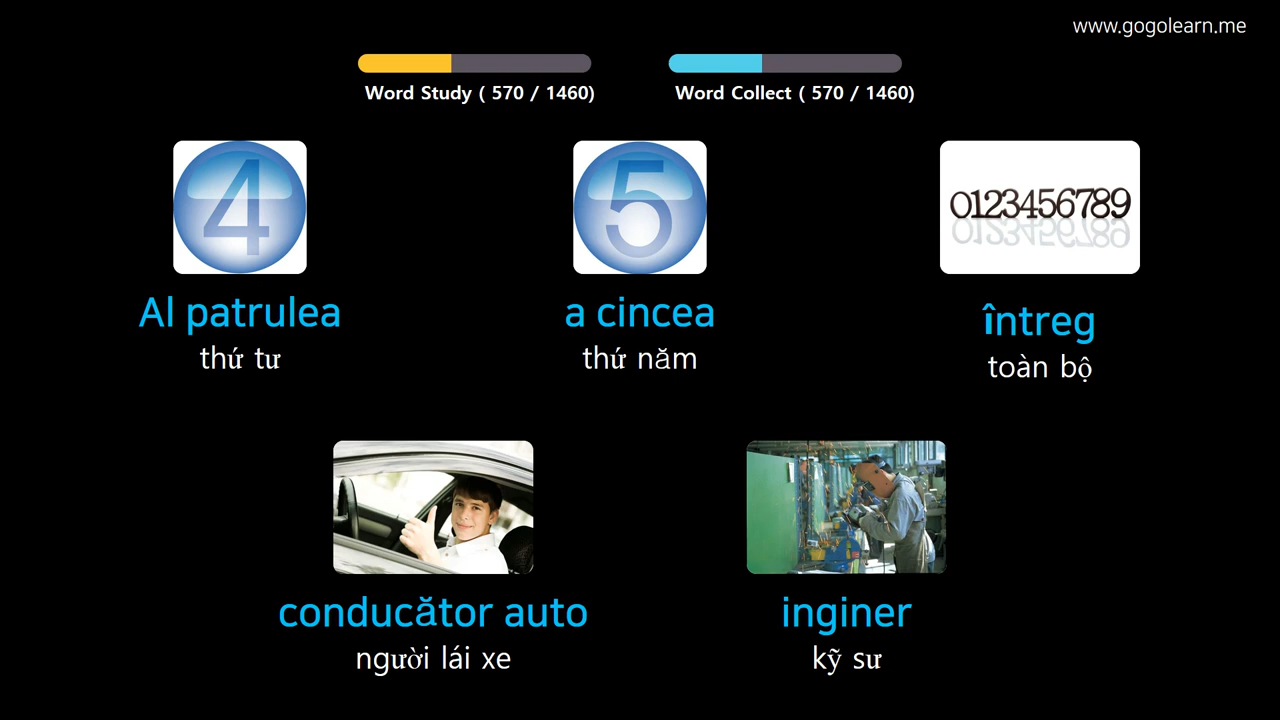 www.gogolearn.me
Word Study ( 570 / 1460)
Word Collect ( 570 / 1460)
4
5
0123456789
Al patrulea
thứ tư
a cincea
thứ năm
întreg
toàn bộ
conducător auto
người lái xe
inginer
kỹ sư